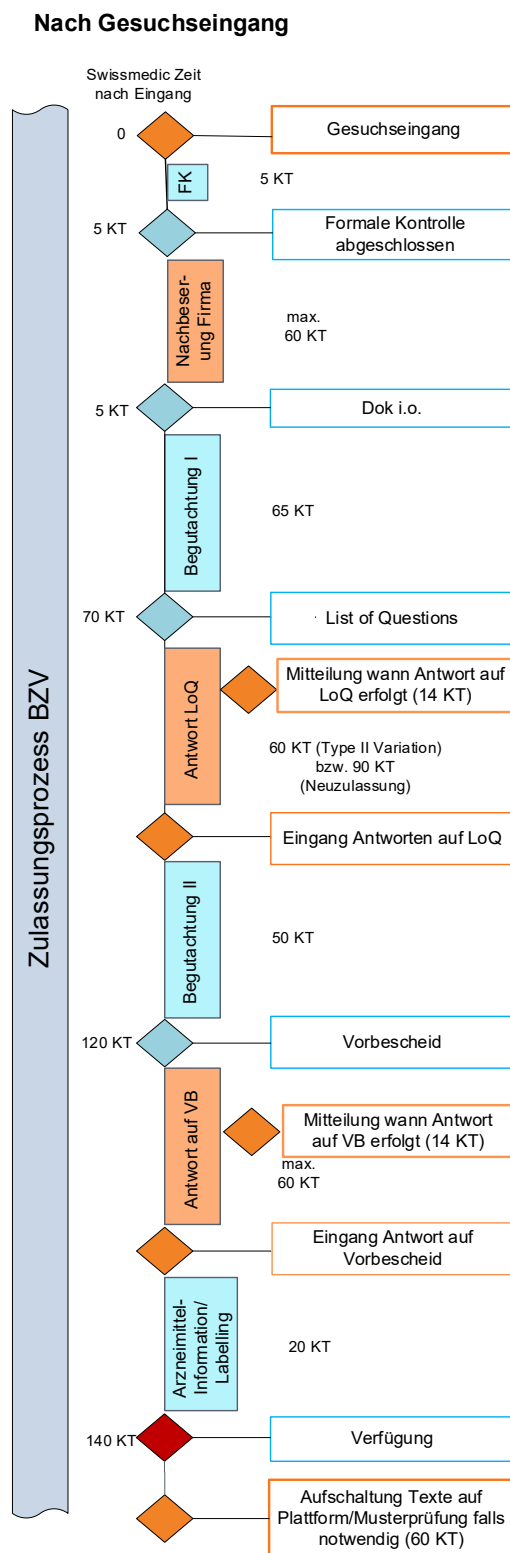 Nach Gesuchseingang
Swissmedic Zeit
nach Eingang
0
Gesuchseingang
FK
5 KT
5 KT
Formale Kontrolle
abgeschlossen
Nachbeser-
ung Firma
max.
60 KT
5 KT
Dok i.o.
Begutachtung I
65 KT
70 KT
List of Questions
Mitteilung wann Antwort auf
LoQ erfolgt (14 KT)
Antwort LoQ
60 KT (Type II Variation)
bzw. 90 KT
(Neuzulassung)
Eingang Antworten auf LoQ
Zulassungsprozess BZV
Begutachtung II
50 KT
120 KT
Vorbescheid
Antwort auf VB
Mitteilung wann Antwort
auf VB erfolgt (14 KT)
max.
60 KT
Eingang Antwort auf
Vorbescheid
Arzneimittel-
Information/
Labelling
20 KT
140 KT
Verfügung
Aufschaltung Texte auf
Plattform/Musterprüfung falls
notwendig (60 KT)